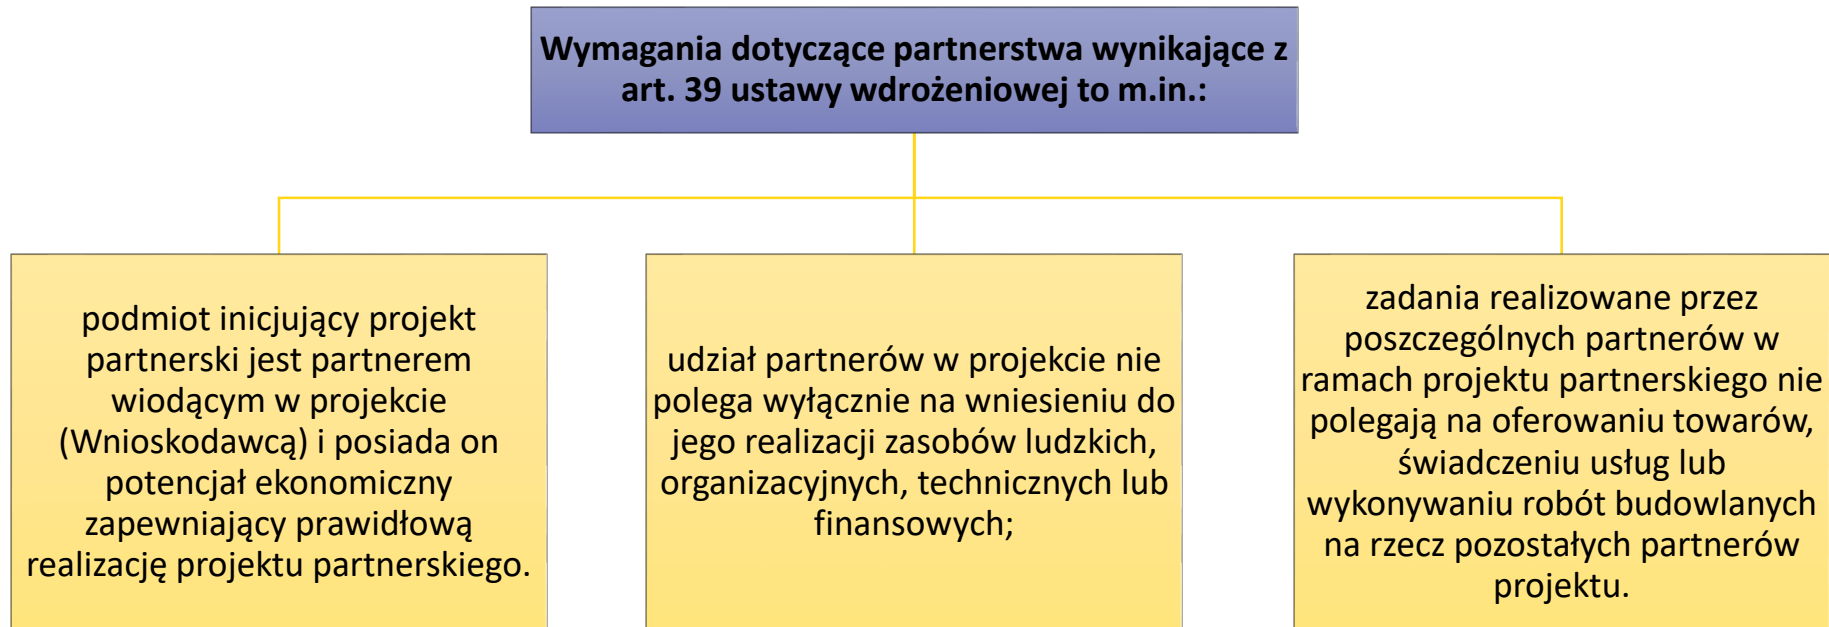 Wymagania dotyczące partnerstwa wynikające z
art. 39 ustawy wdrożeniowej to m.in.:
podmiot inicjujący projekt
partnerski jest partnerem
wiodącym w projekcie
(Wnioskodawcą) i posiada on
potencjał ekonomiczny
zapewniający prawidłową
realizację projektu partnerskiego.
udział partnerów w projekcie nie
polega wyłącznie na wniesieniu do
jego realizacji zasobów ludzkich,
organizacyjnych, technicznych lub
finansowych;
zadania realizowane przez
poszczególnych partnerów w
ramach projektu partnerskiego nie
polegają na oferowaniu towarów,
świadczeniu usług lub
wykonywaniu robót budowlanych
na rzecz pozostałych partnerów
projektu.